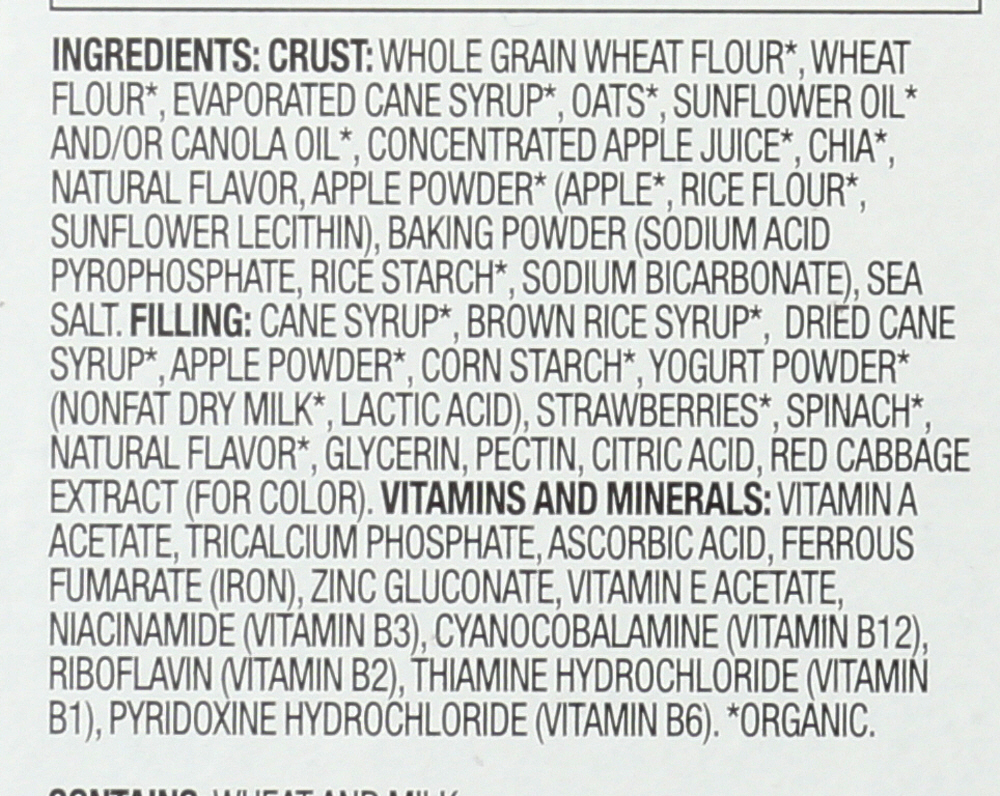 INGREDIENTS: CRUST: WHOLE GRAIN WHEAT FLOUR*, WHEAT
FLOUR*, EVAPORATED CANE SYRUP*, OATS*, SUNFLOWER OIL*
AND/OR CANOLA OIL*, CONCENTRATED APPLE JUICE*, CHIA*,
NATURAL FLAVOR, APPLE POWDER* (APPLE*, RICE FLOUR*,
SUNFLOWER LECITHIN), BAKING POWDER (SODIUM ACID
PYROPHOSPHATE, RICE STARCH*, SODIUM BICARBONATE), SEA
SALT. FILLING: CANE SYRUP*, BROWN RICE SYRUP*, DRIED CANE
SYRUP*, APPLE POWDER*, CORN STARCH*, YOGURT POWDER*
(NONFAT DRY MILK*, LACTIC ACID), STRAWBERRIES*, SPINACH*,
NATURAL FLAVOR*, GLYCERIN, PECTIN, CITRIC ACID, RED CABBAGE
EXTRACT (FOR COLOR). VITAMINS AND MINERALS: VITAMIN A
ACETATE, TRICALCIUM PHOSPHATE, ASCORBIC ACID, FERROUS
FUMARATE (IRON), ZINC GLUCONATE, VITAMIN E ACETATE,
NIACINAMIDE (VITAMIN B3), CYANOCOBALAMINE (VITAMIN B12),
RIBOFLAVIN (VITAMIN B2), THIAMINE HYDROCHLORIDE (VITAMIN
B1), PYRIDOXINE HYDROCHLORIDE (VITAMIN B6). *ORGANIC.
CONTAINS: WHEAT AND MILK